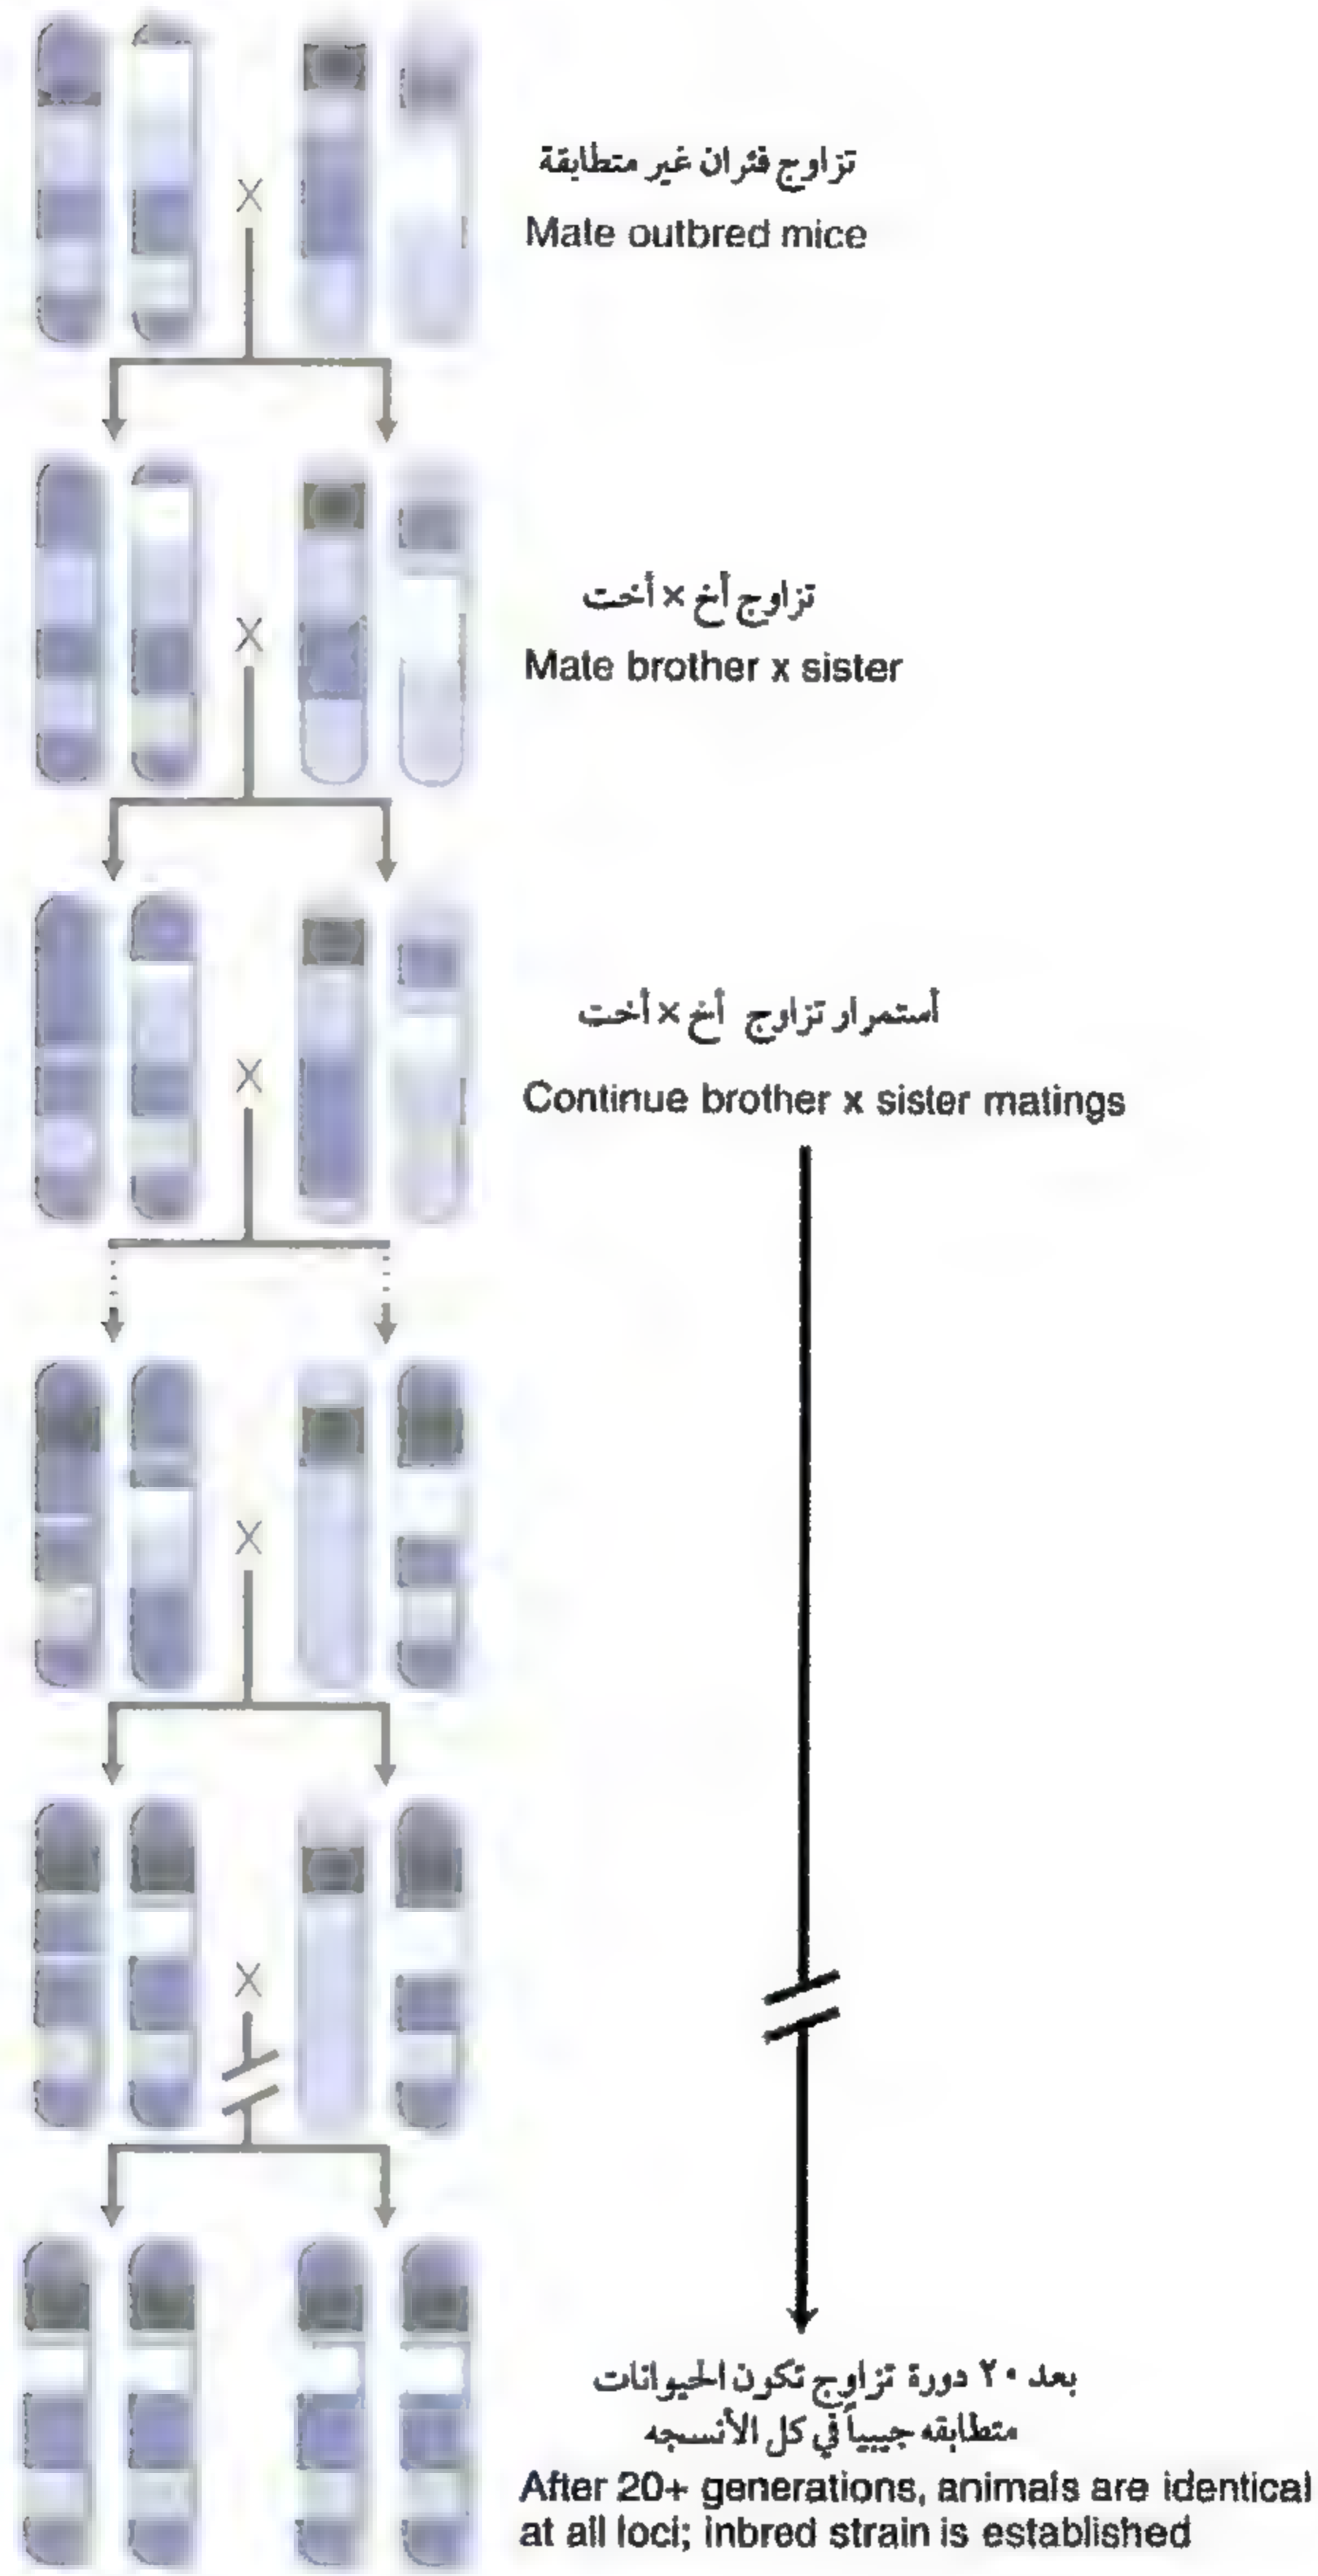 تزاوج فئران غير متطابقة
Mate outbred mice
X
تزاوج أخ × أخت
Mate brother x sister
X
أستمرار تزاوج أخ × أخت
Continue brother x sister matings
X
X
X
بعد ٢٠ دورة تزاوج تكون الحيوانات
متطابقه جييياً في كل الأنسجه
After 20+ generations, animals are identical
at all loci; inbred strain is established